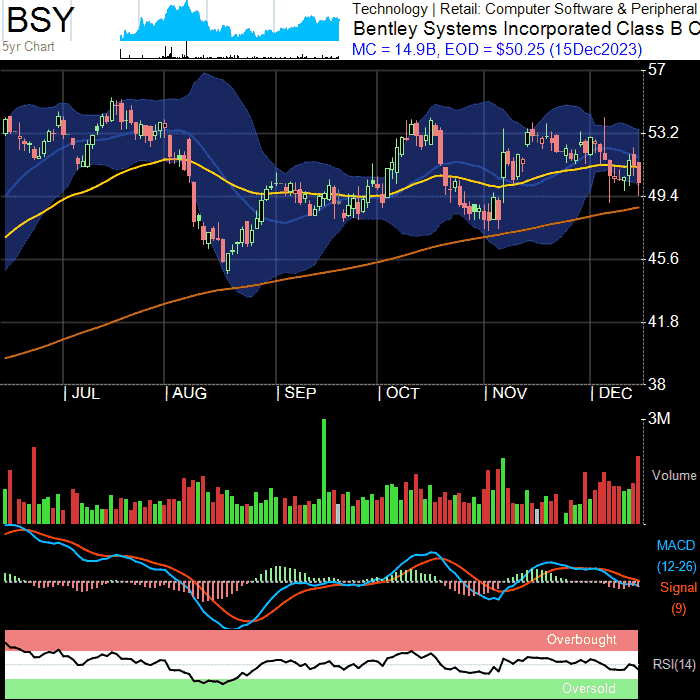 BSY
5yr Chart
Technology | Retail: Computer Software & Peripheral
Bentley Systems Incorporated Class B C
MC = 14.9B, EOD = $50.25 (15Dec2023)
57
53.2
49.4
45.6
41.8
38
| JUL | AUG | SEP | OCT | NOV | DEC
3M
Volume
MACD
(12-26)
Signal
(9)
Overbought
RSI(14)
Oversold